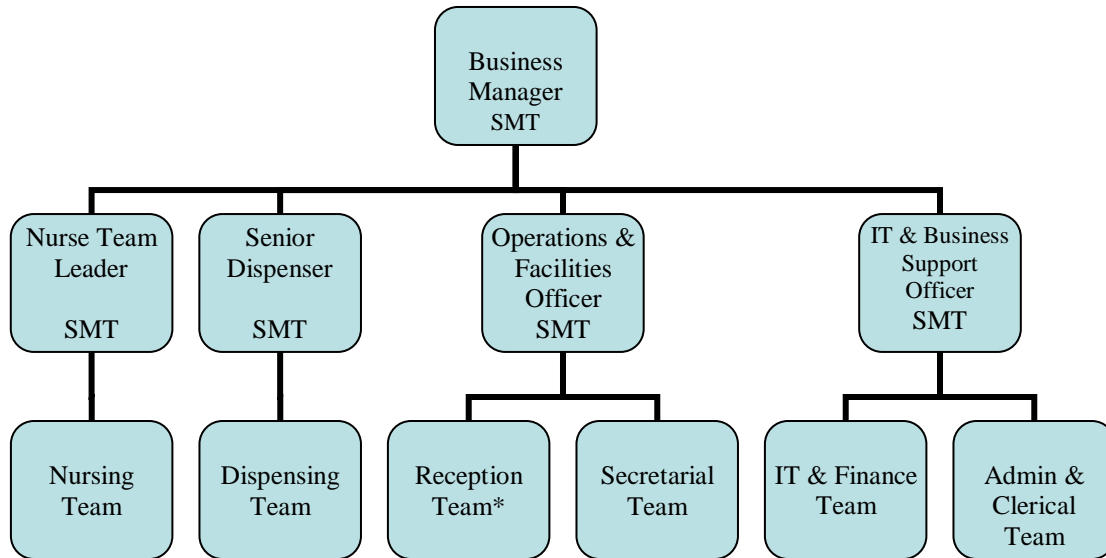 Business
Manager
SMT
Nurse Team
Leader
SMT
Senior
Dispenser
SMT
Operations &
Facilities
Officer
SMT
IT & Business
Support
Officer
SMT
Nursing
Team
Dispensing
Team
Reception
Team*
Secretarial
Team
IT & Finance
Team
Admin &
Clerical
Team